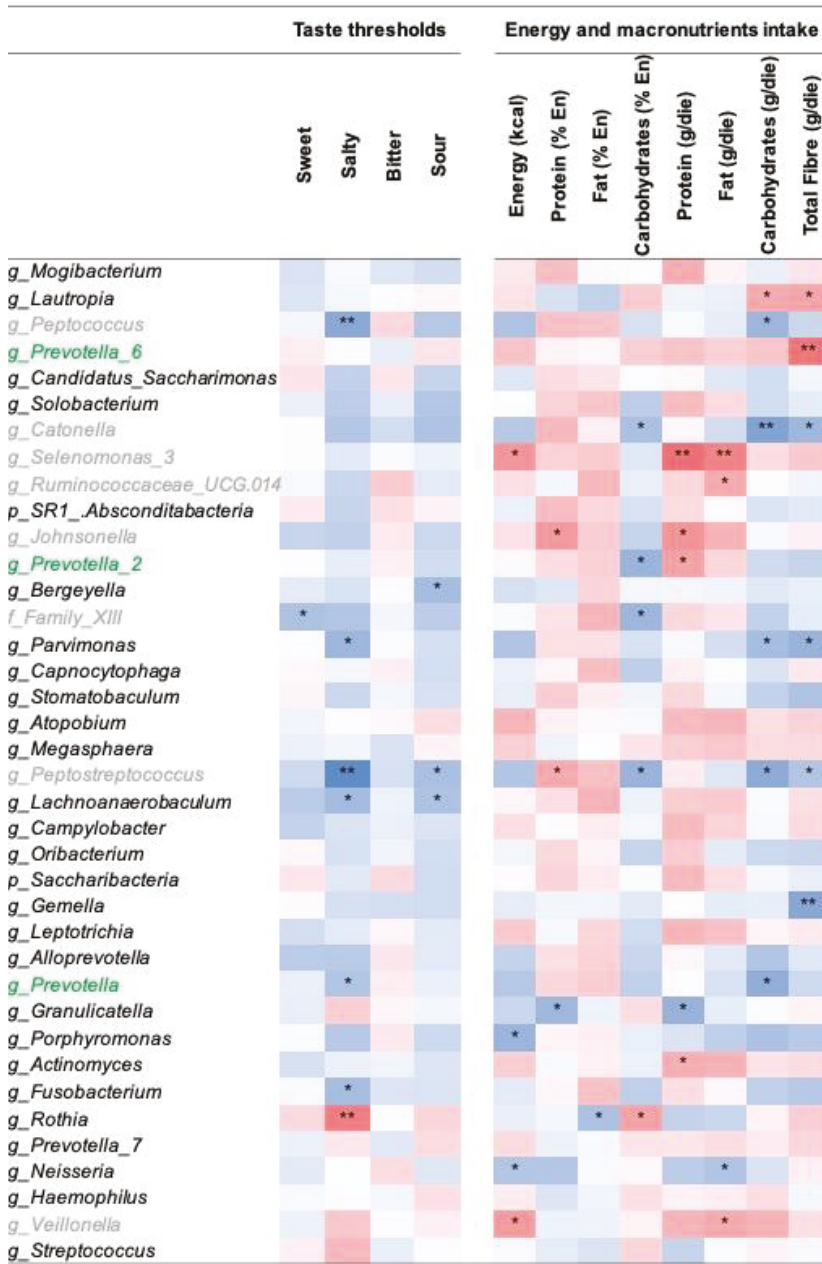 Taste thresholds Energy and macronutrients intake
Sweet Salty Bitter Sour Energy (kcal) Protein (% En) Fat (% En) Carbohydrates (% En) Protein (g/die) Fat (g/die) Carbohydrates (g/die) Total Fibre (g/die)
g_Mogibacterium
g_Lautropia * *
g_Peptococcus ** *
g_Prevotella_6 **
g_Candidatus_Saccharimonas
g_Solobacterium
g_Catonella * ** *
g_Selenomonas_3 * ** **
g_Ruminococcaceae_UCG.014 *
p_SR1_.Absconditabacteria
g_Johnsonella * *
g_Prevotella_2 * *
g_Bergeyella *
f_Family_XIII * *
g_Parvimonas * * *
g_Capnocytophaga
g_Stomatobaculum
g_Atopobium
g_Megasphaera
g_Peptostreptococcus ** * * * * *
g_Lachnoanaerobaculum * *
g_Campylobacter
g_Oribacterium
p_Saccharibacteria
g_Gemella **
g_Leptotrichia
g_Alloprevotella
g_Prevotella * *
g_Granulicatella * *
g_Porphyromonas *
g_Actinomyces *
g_Fusobacterium *
g_Rothia ** * *
g_Prevotella_7
g_Neisseria * *
g_Haemophilus
g_Veillonella * *
g_Streptococcus